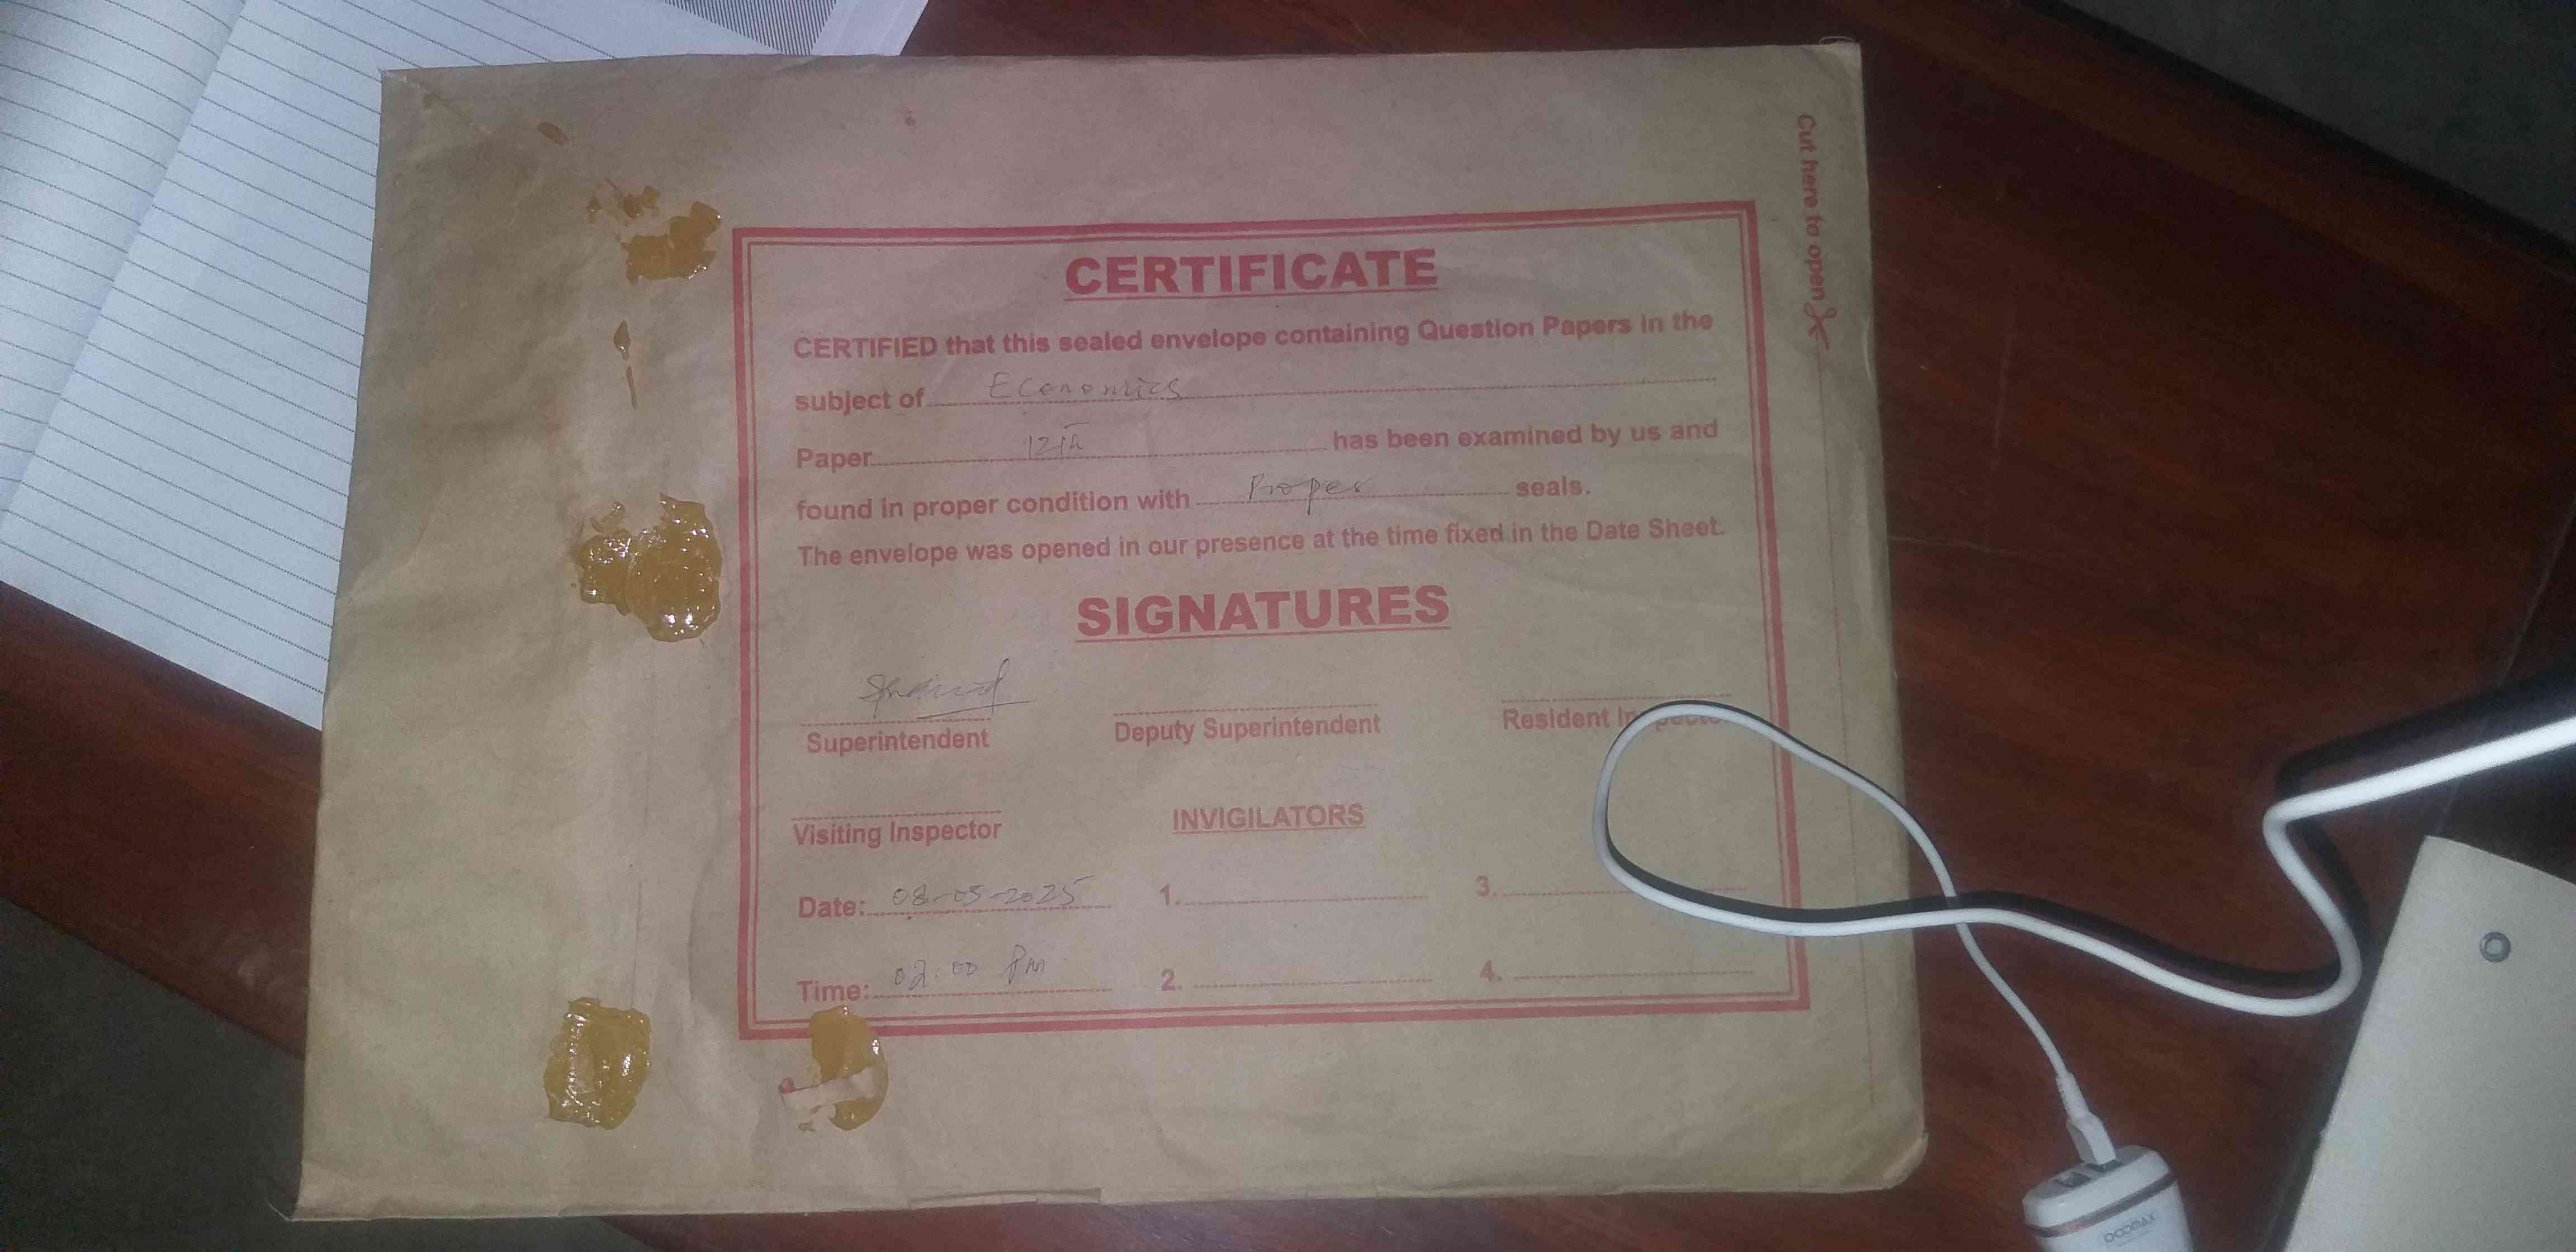 Cut here to open
CERTIFICATE
CERTIFIED that this sealed envelope containing Question Papers in the
subject of Economics
Paper 12th has been examined by us and
found in proper condition with Proper seals.
The envelope was opened in our presence at the time fixed in the Date Sheet.
SIGNATURES
Superintendent Deputy Superintendent Resident Inspector
Visiting Inspector INVIGILATORS
Date: 08-05-2025 1. 3.
Time: 02:00 Pm 2. 4.